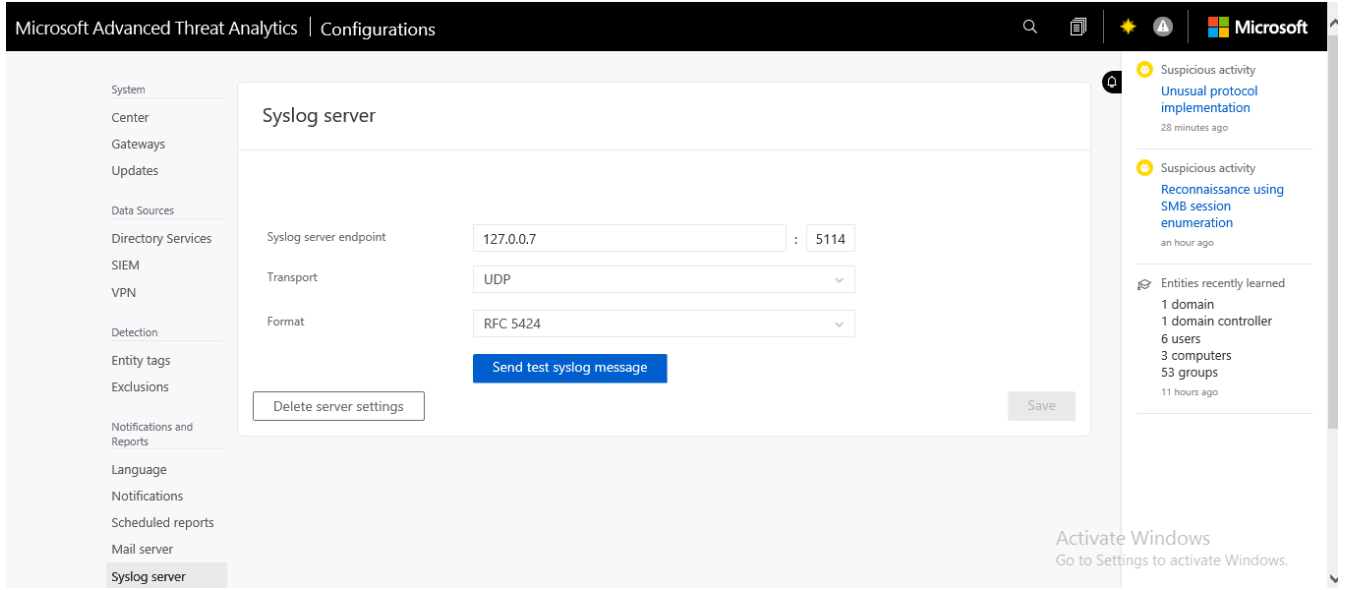 Microsoft Advanced Threat Analytics | Configurations
Microsoft
System
Center
Gateways
Updates
Data Sources
Directory Services
SIEM
VPN
Detection
Entity tags
Exclusions
Notifications and
Reports
Language
Notifications
Scheduled reports
Mail server
Syslog server
Syslog server
Syslog server endpoint
127.0.0.7 : 5114
Transport
UDP
Format
RFC 5424
Send test syslog message
Delete server settings
Save
Suspicious activity
Unusual protocol
implementation
28 minutes ago
Suspicious activity
Reconnaissance using
SMB session
enumeration
an hour ago
Entities recently learned
1 domain
1 domain controller
6 users
3 computers
53 groups
11 hours ago
Activate Windows
Go to Settings to activate Windows.